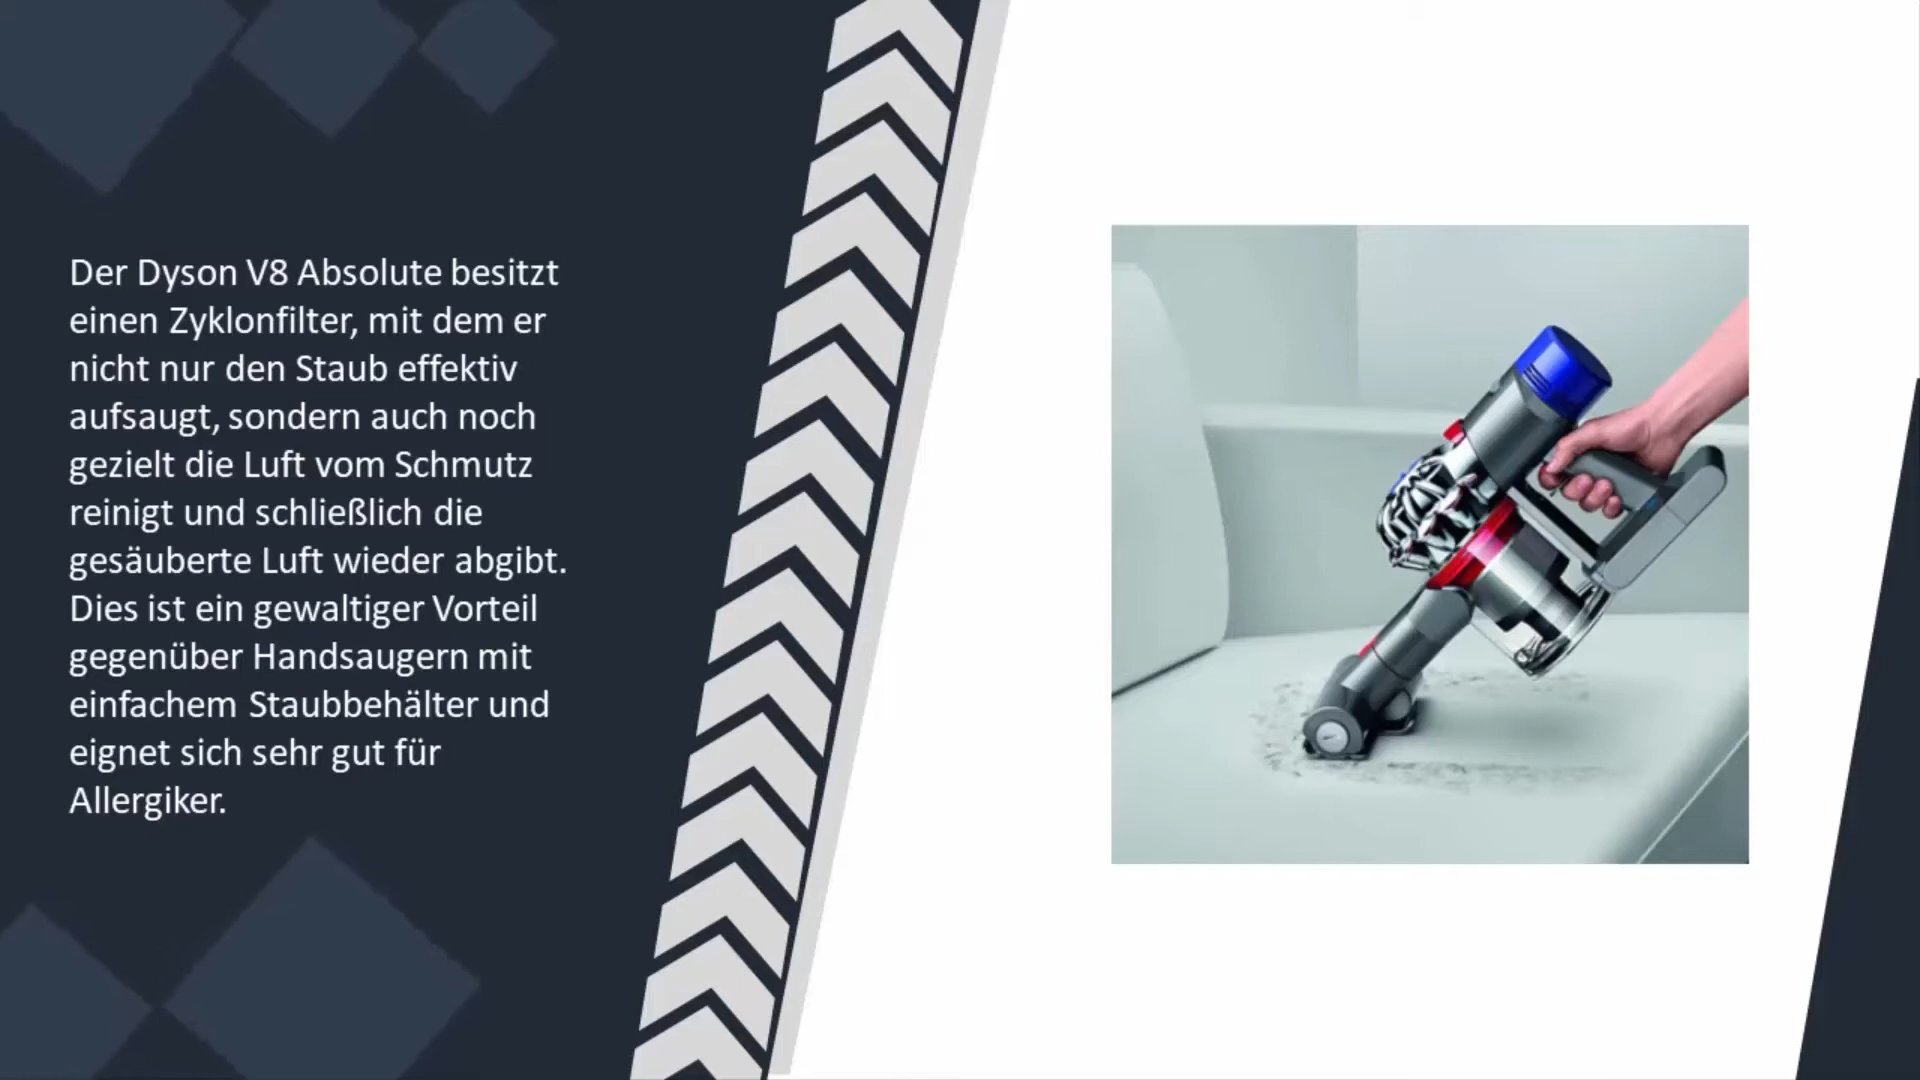 Der Dyson V8 Absolute besitzt
einen Zyklonfilter, mit dem er
nicht nur den Staub effektiv
aufsaugt, sondern auch noch
gezielt die Luft vom Schmutz
reinigt und schließlich die
gesäuberte Luft wieder abgibt.
Dies ist ein gewaltiger Vorteil
gegenüber Handsaugern mit
einfachem Staubbehälter und
eignet sich sehr gut für
Allergiker.